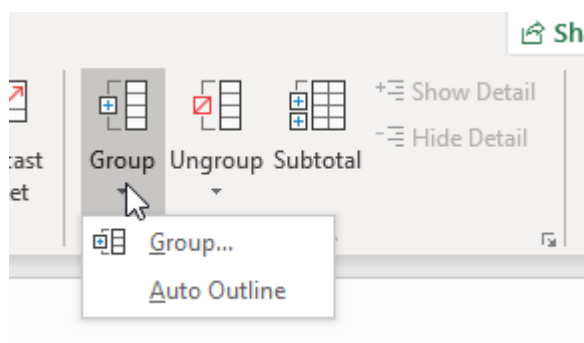 Sh
+ Show Detail
- Hide Detail
cast
et
Group Ungroup Subtotal
Group...
Auto Outline